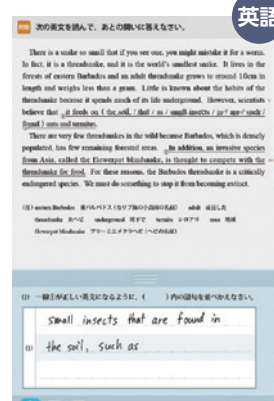 英語
次の英文を読んで、あとの問いに答えなさい。
There is a snake so small that if you see one, you might mistake it for a worm.
In fact, it is a threadsnake, and it is the world's smallest snake. It lives in the
forests of eastern Barbados and an adult threadsnake grows to around 10cm in
length and weighs less than a gram. Little is known about the habits of the
threadsnake because it spends much of its life underground. However, scientists
believe that it feeds on ( the soil, / that / in / small insects / are / such /
found ) ants and termites.
There are very few threadsnakes in the wild because Barbados, which is densely
populated, has few remaining forested areas. In addition, an invasive species
from Asia, called the flowerpot blindsnake, is thought to compete with the
threadsnake for food. For these reasons, the Barbados threadsnake is a critically
endangered species. We must do something to stop it from becoming extinct.
(注) eastern Barbados 東バルバドス(カリブ海の小島国の名前) adult 成長した
underground 地下で termite シロアリ area 地域
flowerpot blindsnake ブラーミニメクラヘビ(ヘビの名前)
(1) 一線①が正しい英文になるように、( )内の語句を並べかえなさい。
small insects that are found in
(1) the soil, such as